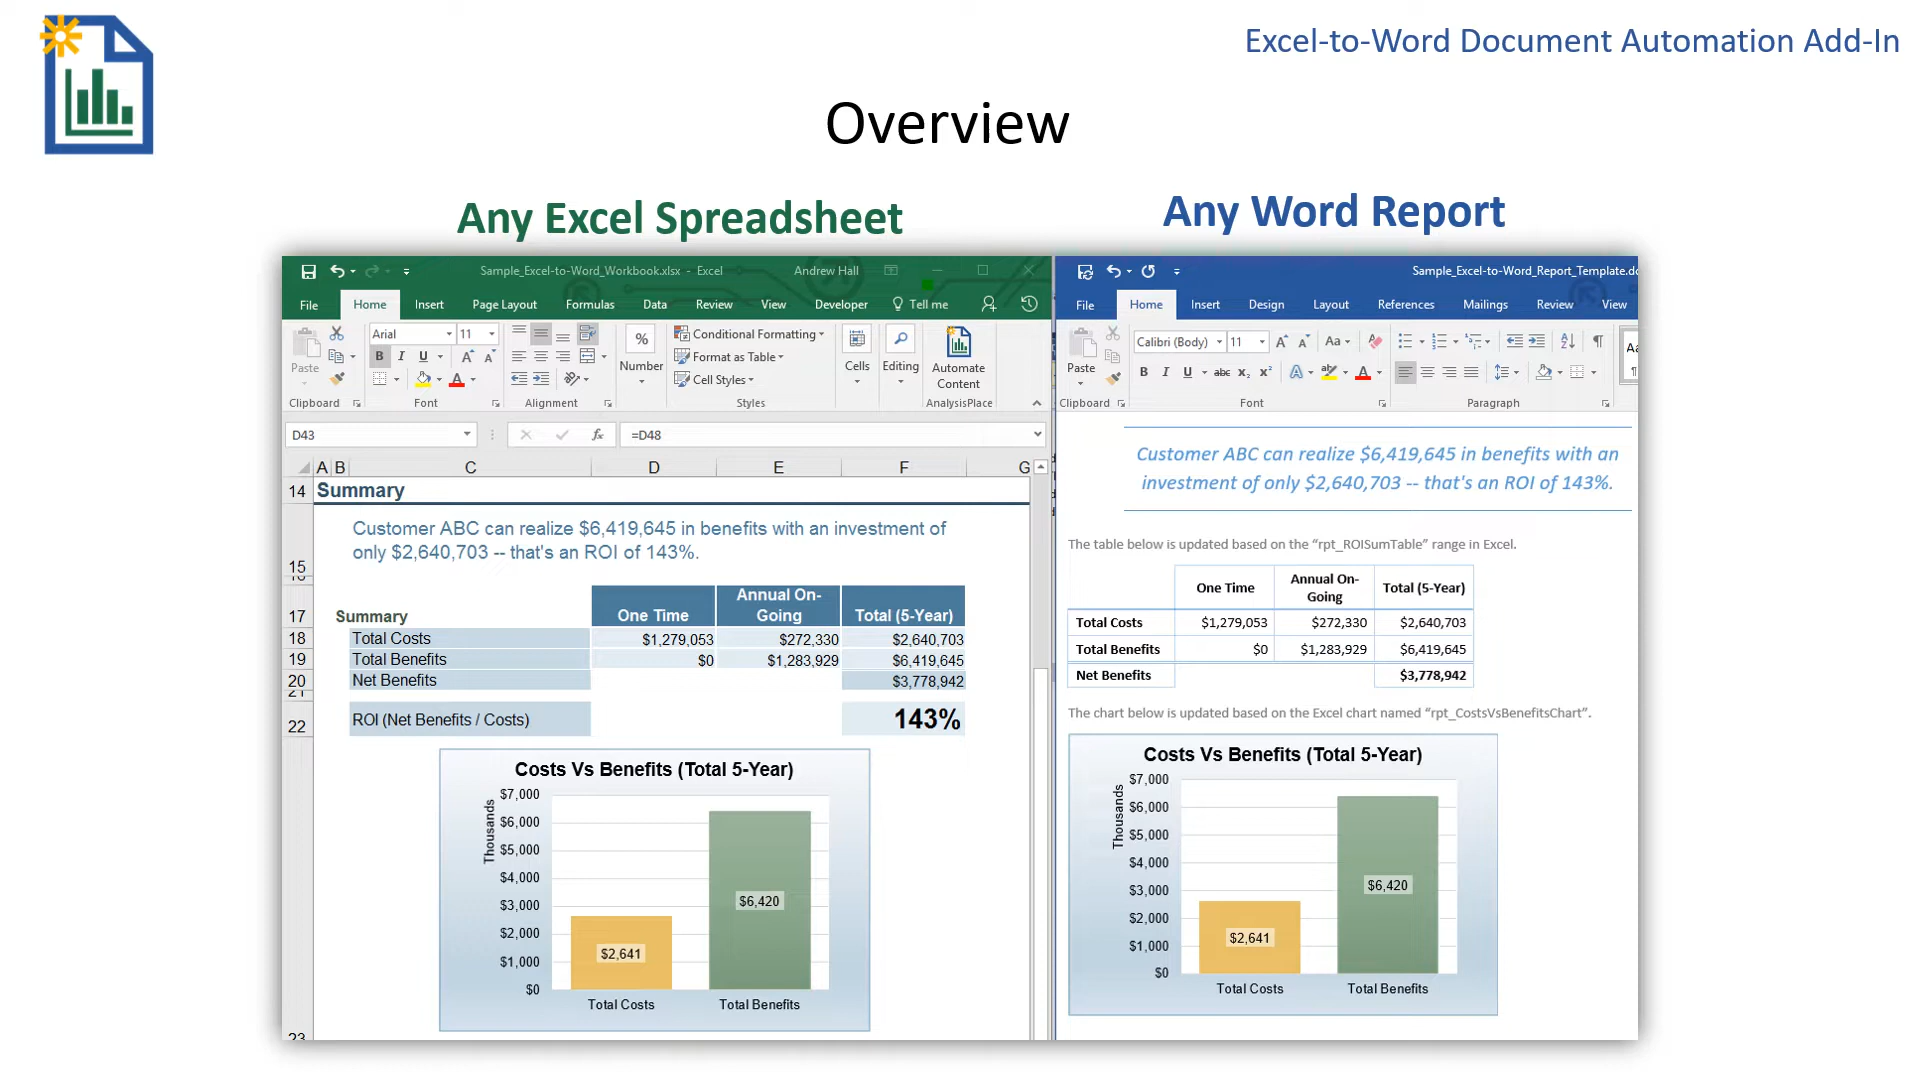 Excel-to-Word Document Automation Add-In
Overview
Any Excel Spreadsheet
Any Word Report
Sample_Excel-to-Word_Workbook.xlsx - Excel
Andrew Hall
File Home Insert Page Layout Formulas Data Review View Developer Tell me
Paste
Clipboard
Arial 11
B I U
A A
A
Font
Alignment
%
Number
Conditional Formatting
Format as Table
Cell Styles
Styles
Cells
Editing
Automate
Content
AnalysisPlace
D43 fx =D48
A B C D E F G
14 Summary
15 Customer ABC can realize $6,419,645 in benefits with an investment of
only $2,640,703 -- that's an ROI of 143%.
17 Summary One Time Annual On-
Going Total (5-Year)
18 Total Costs $1,279,053 $272,330 $2,640,703
19 Total Benefits $0 $1,283,929 $6,419,645
20 Net Benefits $3,778,942
21
22 ROI (Net Benefits / Costs) 143%
Costs Vs Benefits (Total 5-Year)
Thousands
$7,000
$6,000
$5,000
$4,000
$3,000
$2,000
$1,000
$0
$2,641
$6,420
Total Costs Total Benefits
23
Sample_Excel-to-Word_Report_Template.do
File Home Insert Design Layout References Mailings Review View
Paste
Clipboard
Calibri (Body) 11
A A Aa
B I U abc X₂ X²
A ab A
Font
Paragraph
Customer ABC can realize $6,419,645 in benefits with an
investment of only $2,640,703 -- that's an ROI of 143%.
The table below is updated based on the “rpt_ROISumTable” range in Excel.
One Time Annual On-
Going Total (5-Year)
Total Costs $1,279,053 $272,330 $2,640,703
Total Benefits $0 $1,283,929 $6,419,645
Net Benefits $3,778,942
The chart below is updated based on the Excel chart named “rpt_CostsVsBenefitsChart”.
Costs Vs Benefits (Total 5-Year)
Thousands
$7,000
$6,000
$5,000
$4,000
$3,000
$2,000
$1,000
$0
$2,641
$6,420
Total Costs Total Benefits